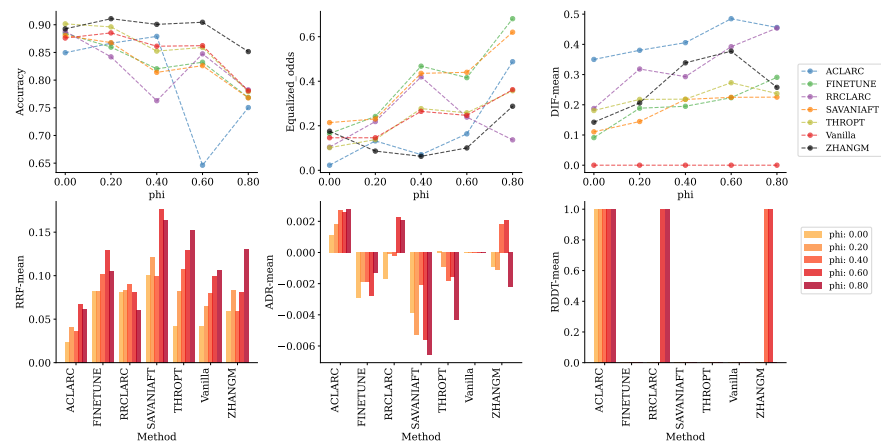 0.90
0.85
0.80
0.75
0.70
0.65
Accuracy
0.00 0.20 0.40 0.60 0.80
phi
0.6
0.4
0.2
0.0
Equalized_odds
0.00 0.20 0.40 0.60 0.80
phi
0.5
0.4
0.3
0.2
0.1
0.0
DIF-mean
0.00 0.20 0.40 0.60 0.80
phi
ACLARC
FINETUNE
RRCLARC
SAVANIAFT
THROPT
Vanilla
ZHANGM
0.15
0.10
0.05
0.00
RRF-mean
ACLARC
FINETUNE
RRCLARC
SAVANIAFT
THROPT
Vanilla
ZHANGM
Method
0.002
0.000
−0.002
−0.004
−0.006
ADR-mean
ACLARC
FINETUNE
RRCLARC
SAVANIAFT
THROPT
Vanilla
ZHANGM
Method
1.0
0.8
0.6
0.4
0.2
0.0
RDDT-mean
ACLARC
FINETUNE
RRCLARC
SAVANIAFT
THROPT
Vanilla
ZHANGM
Method
phi: 0.00
phi: 0.20
phi: 0.40
phi: 0.60
phi: 0.80